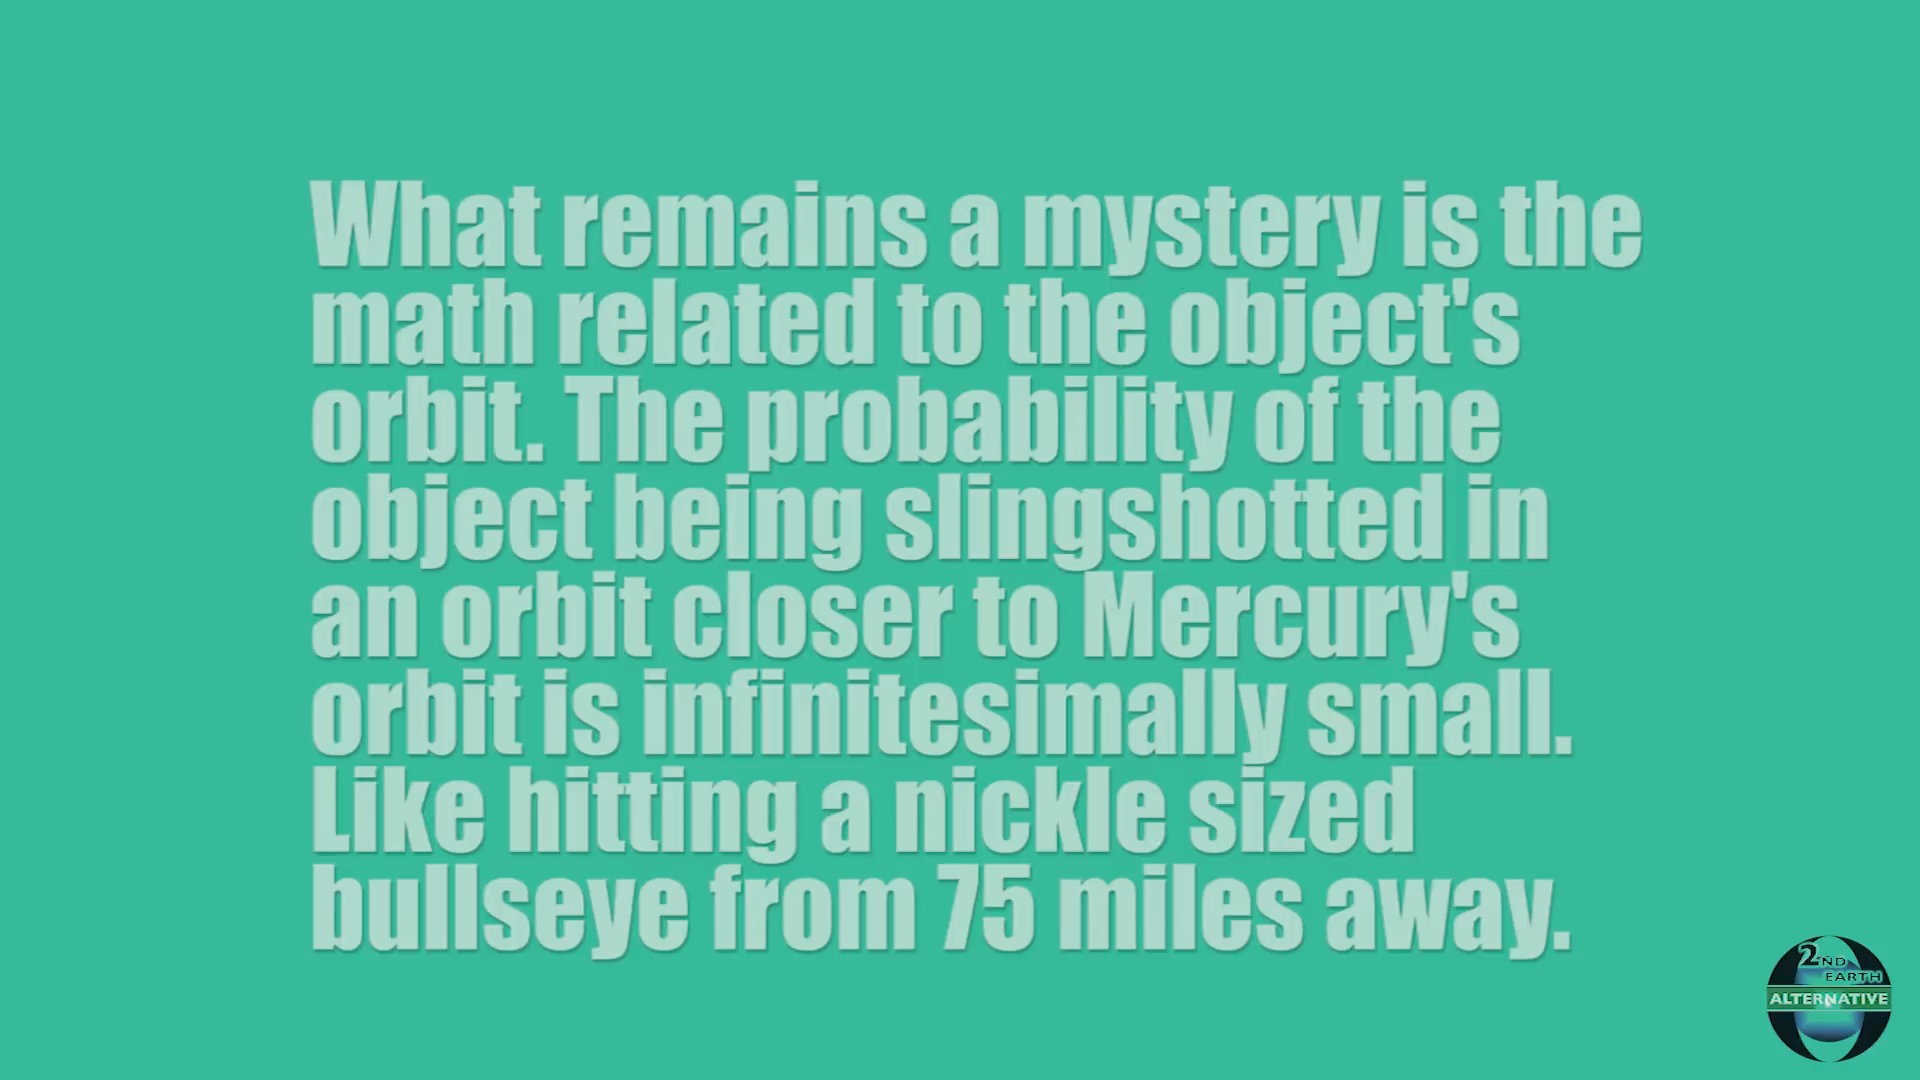 What remains a mystery is the
math related to the object's
orbit. The probability of the
object being slingshotted in
an orbit closer to Mercury's
orbit is infinitesimally small.
Like hitting a nickle sized
bullseye from 75 miles away.
2ND
EARTH
ALTERNATIVE